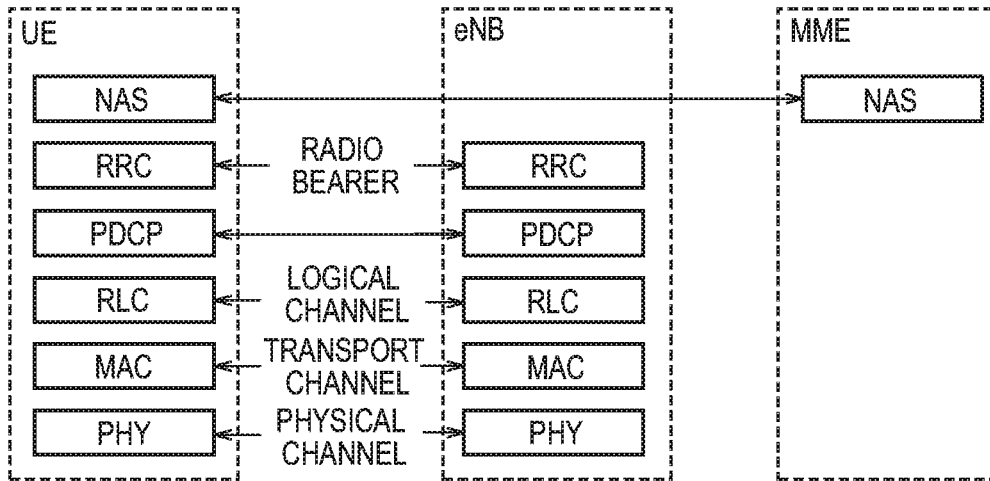 UE
eNB
MME
NAS
NAS
RRC
RADIO
BEARER
RRC
PDCP
PDCP
RLC
LOGICAL
CHANNEL
RLC
MAC
TRANSPORT
CHANNEL
MAC
PHY
PHYSICAL
CHANNEL
PHY